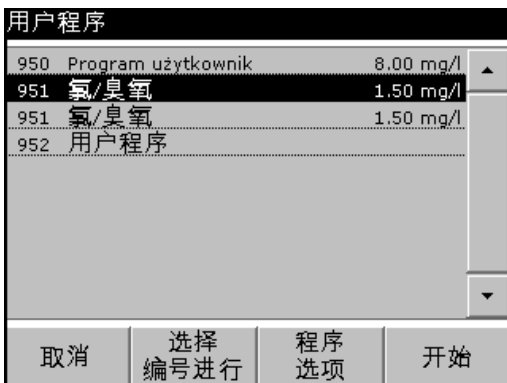 用户程序
950 Program użytkownik 8.00 mg/l
951 氯/臭氧 1.50 mg/l
951 氯/臭氧 1.50 mg/l
952 用户程序
取消
选择
编号进行
程序
选项
开始